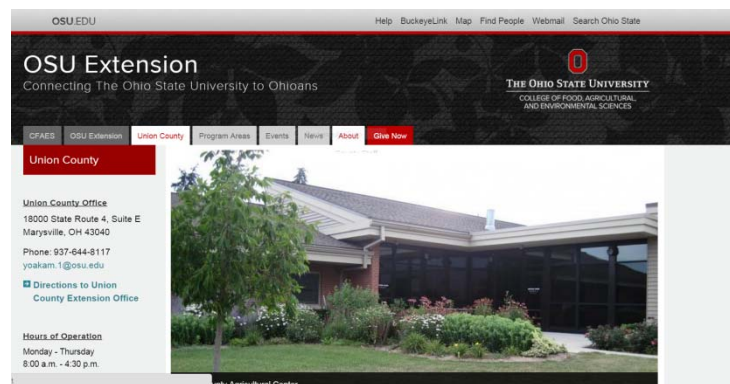 OSU.EDU
Help BuckeyeLink Map Find People Webmail Search Ohio State
OSU Extension
Connecting The Ohio State University to Ohioans
THE OHIO STATE UNIVERSITY
COLLEGE OF FOOD, AGRICULTURAL,
AND ENVIRONMENTAL SCIENCES
CFAES OSU Extension Union County Program Areas Events News About Give Now
Union County
Union County Office
18000 State Route 4, Suite E
Marysville, OH 43040
Phone: 937-644-8117
yoakam.1@osu.edu
Directions to Union
County Extension Office
Hours of Operation
Monday - Thursday
8:00 a.m. - 4:30 p.m.
Agricultural Center